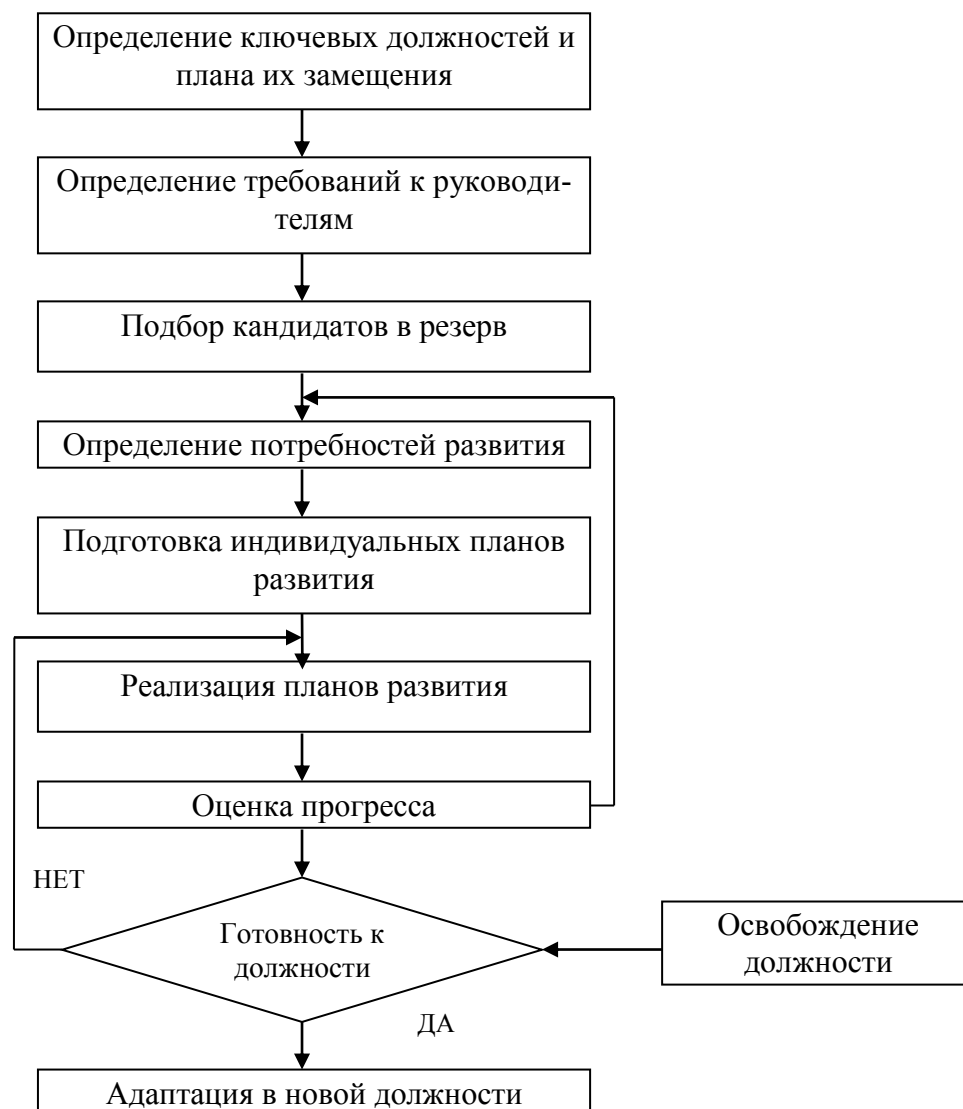 Определение ключевых должностей и
плана их замещения
Определение требований к руководи-
телям
Подбор кандидатов в резерв
Определение потребностей развития
Подготовка индивидуальных планов
развития
Реализация планов развития
Оценка прогресса
НЕТ
Готовность к
должности
Освобождение
должности
ДА
Адаптация в новой должности